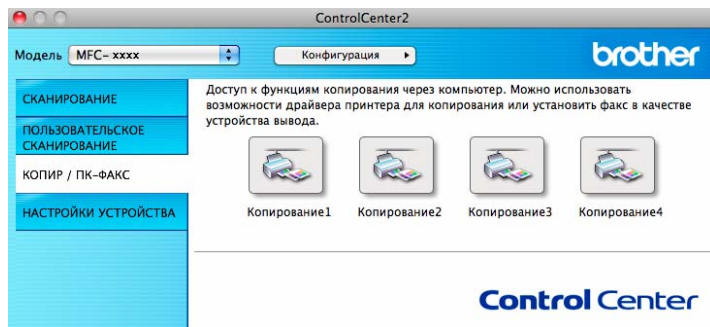 ControlCenter2
Модель MFC- xxxx Конфигурация brother
СКАНИРОВАНИЕ
ПОЛЬЗОВАТЕЛЬСКОЕ
СКАНИРОВАНИЕ
КОПИР / ПК-ФАКС
НАСТРОЙКИ УСТРОЙСТВА
Доступ к функциям копирования через компьютер. Можно использовать
возможности драйвера принтера для копирования или установить факс в качестве
устройства вывода.
Копирование1 Копирование2 Копирование3 Копирование4
Control Center